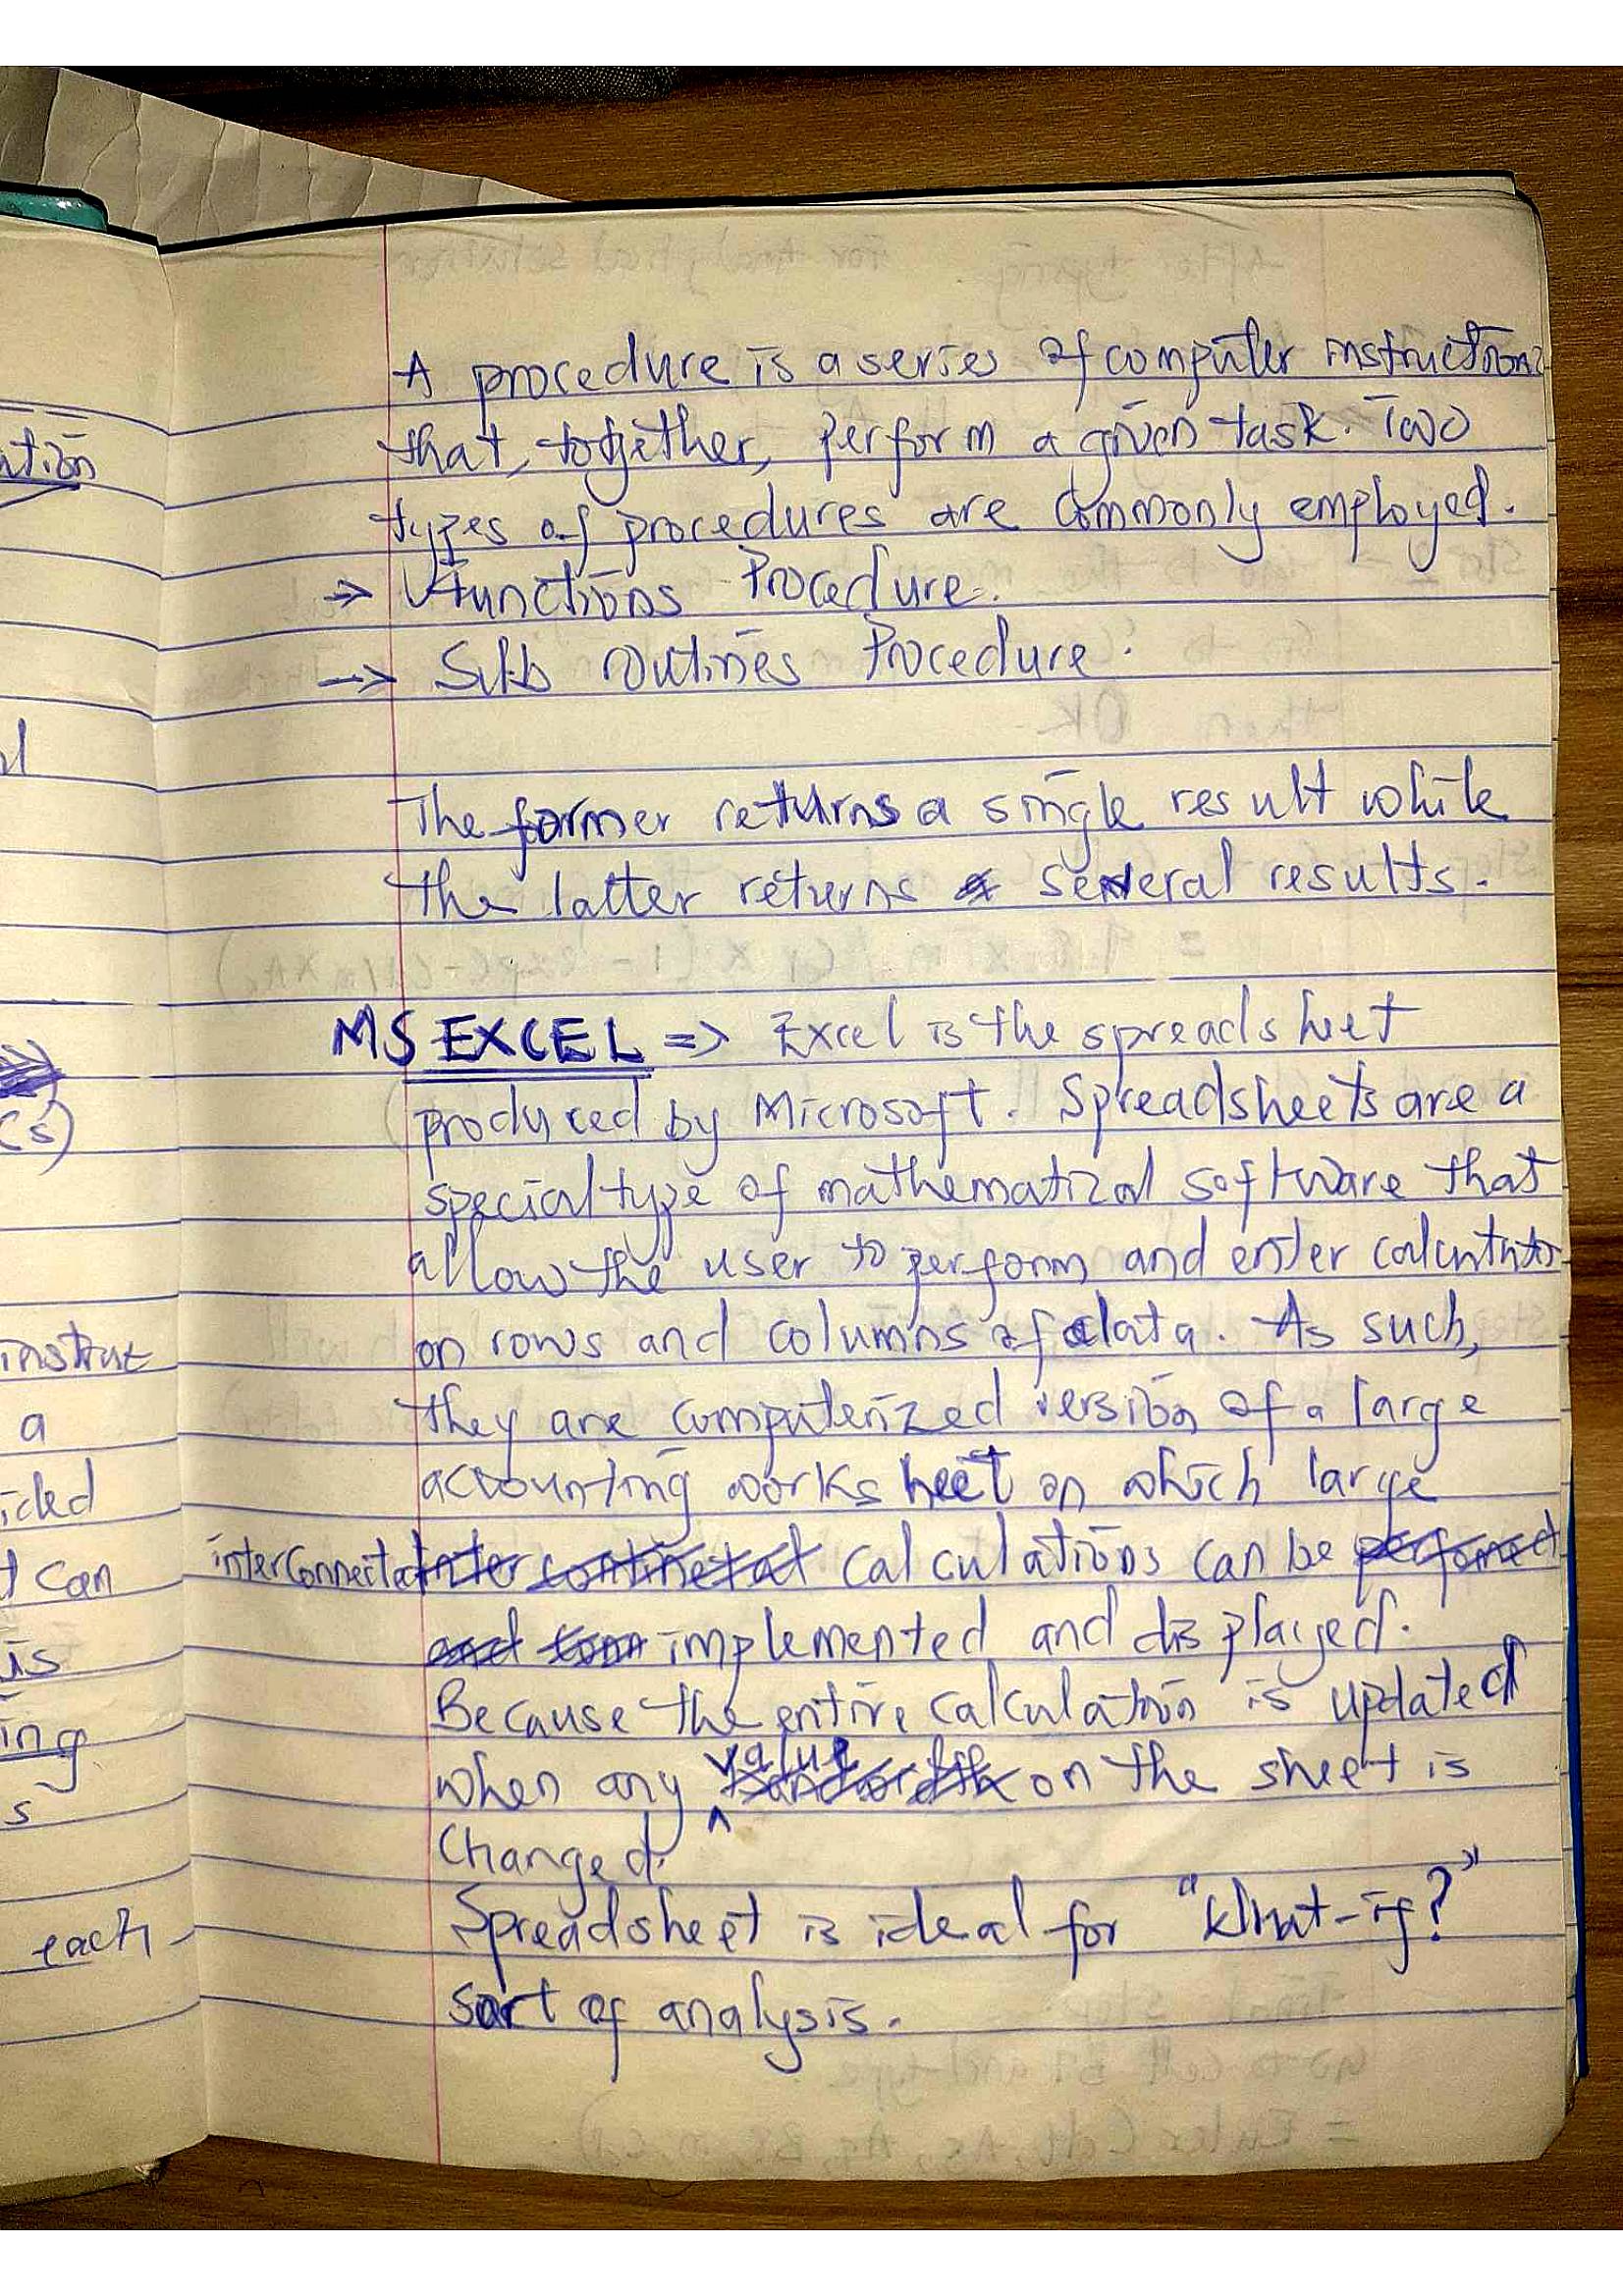 A procedure is a series of computer instructions
that, together, perform a given task. Two
types of procedures are commonly employed.
→ Functions Procedure.
→ Sub routines Procedure.
The former returns a single result while
the latter returns several results.
MS EXCEL => Excel is the spreadsheet
produced by Microsoft. Spreadsheets are a
special type of mathematical software that
allow the user to perform and enter
on rows and columns of data. As such,
they are computerized version of a large
accounting worksheet on which large
interconnected calculations can be
implemented and displayed.
Because the entire calculation is updated
when any value on the sheet is
changed.
Spreadsheet is ideal for "What-if?"
sort of analysis.
ation
(s)
instruct
a
can
is
ing
s
each